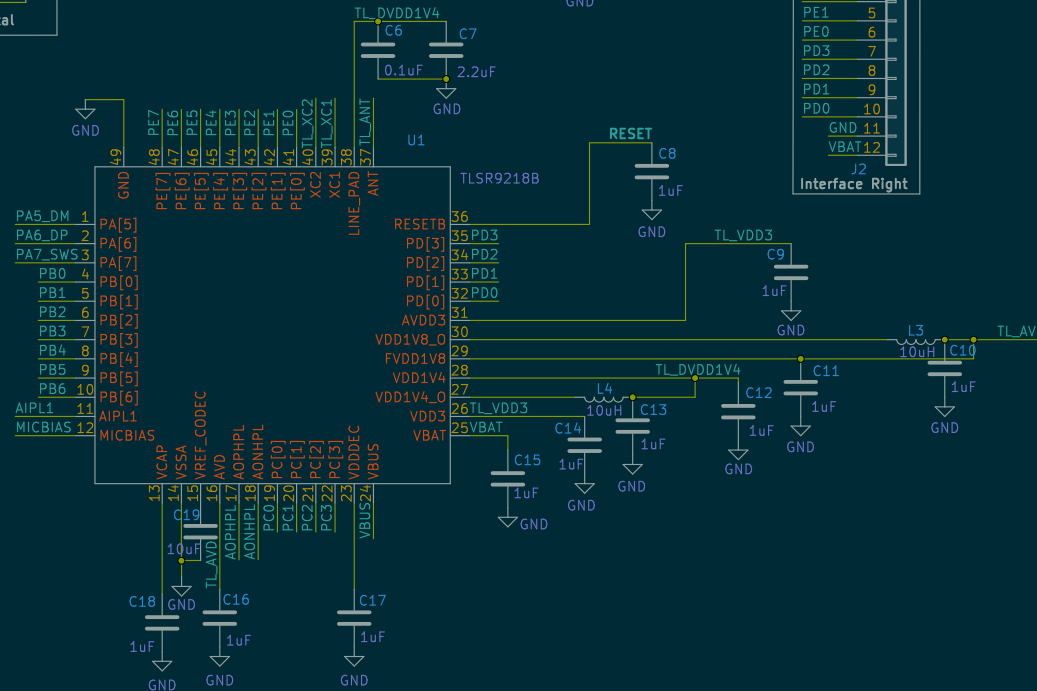 tal
GND
TL_DVDD1V4
C6
C7
0.1uF
2.2uF
GND
GND
PE1 5
PE0 6
PD3 7
PD2 8
PD1 9
PD0 10
GND 11
VBAT 12
J2
Interface Right
PE7
PE6
PE5
PE4
PE3
PE2
PE1
PE0
TL_XC2
TL_XC1
TL_ANT
49
48
47
46
45
44
43
42
41
40
39
38
37
GND
PE[7]
PE[6]
PE[5]
PE[4]
PE[3]
PE[2]
PE[1]
PE[0]
XC2
XC1
LINE_PAD
ANT
U1
TLSR9218B
RESET
C8
1uF
GND
PA5_DM 1 PA[5]
PA6_DP 2 PA[6]
PA7_SWS 3 PA[7]
PB0 4 PB[0]
PB1 5 PB[1]
PB2 6 PB[2]
PB3 7 PB[3]
PB4 8 PB[4]
PB5 9 PB[5]
PB6 10 PB[6]
AIPL1 11 AIPL1
MICBIAS 12 MICBIAS
RESETB 36
PD[3] 35 PD3
PD[2] 34 PD2
PD[1] 33 PD1
PD[0] 32 PD0
AVDD3 31
VDD1V8_O 30
FVDD1V8 29
VDD1V4 28
VDD1V4_O 27
VDD3 26 TL_VDD3
VBAT 25 VBAT
TL_VDD3
C9
1uF
GND
L3
10uH
TL_AV
C10
1uF
GND
C11
1uF
GND
TL_DVDD1V4
C12
1uF
GND
L4
10uH
C13
1uF
GND
C14
1uF
GND
C15
1uF
GND
VCAP
VSSA
VREF_CODEC
AVD
AOPHPL
AONHPL
PC[0]
PC[1]
PC[2]
PC[3]
VDDDEC
VBUS
13
14
15
16
17
18
19
20
21
22
23
24
TL_AVD
AOPHPL
AONHPL
PC0
PC1
PC2
PC3
VBUS
C19
10uF
GND
C18
1uF
GND
C16
1uF
GND
C17
1uF
GND